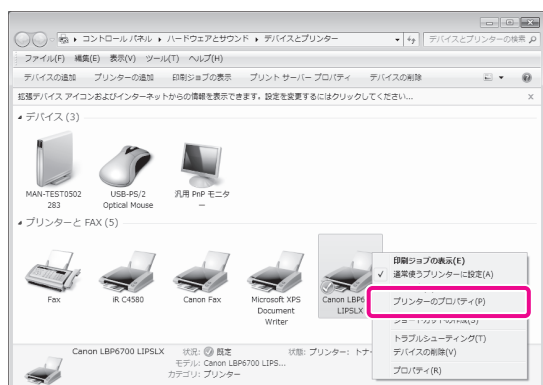 コントロール パネル ▸ ハードウェアとサウンド ▸ デバイスとプリンター
デバイスとプリンターの検索
ファイル(F) 編集(E) 表示(V) ツール(T) ヘルプ(H)
デバイスの追加 プリンターの追加 印刷ジョブの表示 プリント サーバー プロパティ デバイスの削除
拡張デバイス アイコンおよびインターネットからの情報を表示できます。設定を変更するにはクリックしてください...
デバイス (3)
MAN-TEST0502
283
USB-PS/2
Optical Mouse
汎用 PnP モニタ
ー
プリンターと FAX (5)
Fax
iR C4580
Canon Fax
Microsoft XPS
Document
Writer
Canon LBP6
LIPSLX
印刷ジョブの表示(E)
通常使うプリンターに設定(A)
プリンターのプロパティ(P)
トラブルシューティング(T)
デバイスの削除(V)
プロパティ(R)
Canon LBP6700 LIPSLX 状況: 既定 状態: プリンター: トナー
モデル: Canon LBP6700 LIPS...
カテゴリ: プリンター